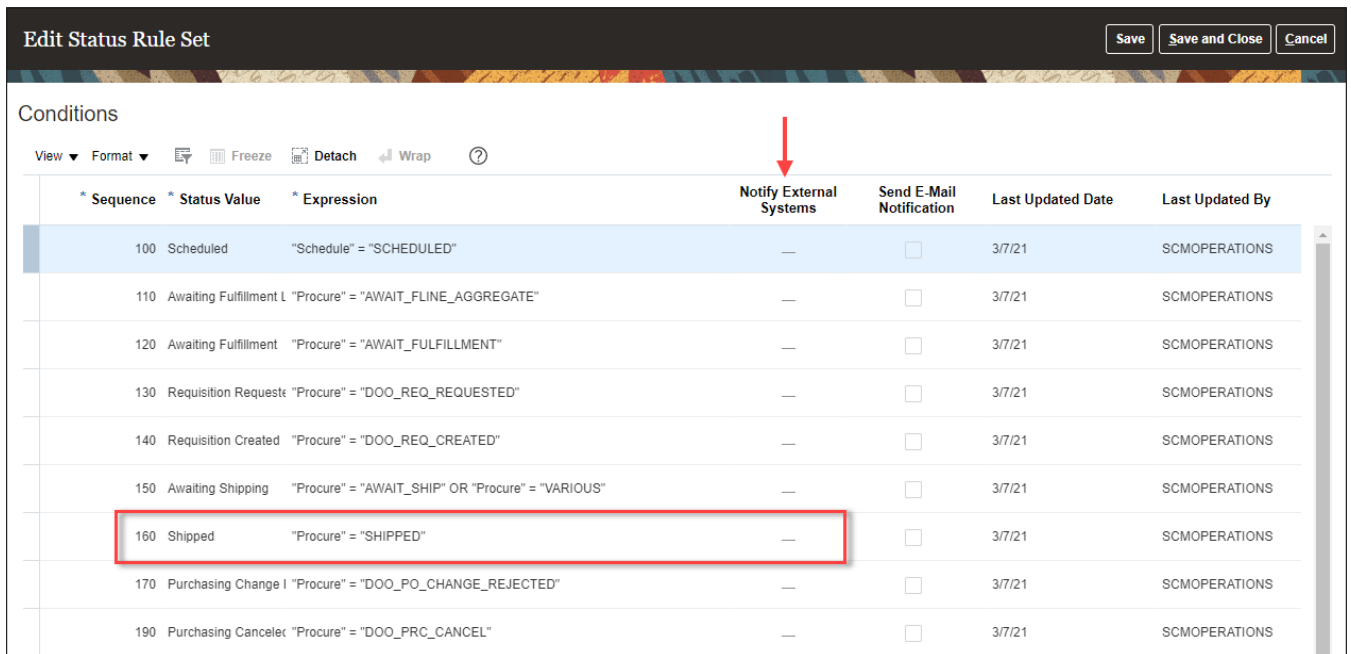 Edit Status Rule Set
Save Save and Close Cancel
Conditions
View Format Freeze Detach Wrap ?
* Sequence * Status Value * Expression Notify External Systems Send E-Mail Notification Last Updated Date Last Updated By
100 Scheduled "Schedule" = "SCHEDULED" — 3/7/21 SCMOPERATIONS
110 Awaiting Fulfillment L "Procure" = "AWAIT_FLINE_AGGREGATE" — 3/7/21 SCMOPERATIONS
120 Awaiting Fulfillment "Procure" = "AWAIT_FULFILLMENT" — 3/7/21 SCMOPERATIONS
130 Requisition Requeste "Procure" = "DOO_REQ_REQUESTED" — 3/7/21 SCMOPERATIONS
140 Requisition Created "Procure" = "DOO_REQ_CREATED" — 3/7/21 SCMOPERATIONS
150 Awaiting Shipping "Procure" = "AWAIT_SHIP" OR "Procure" = "VARIOUS" — 3/7/21 SCMOPERATIONS
160 Shipped "Procure" = "SHIPPED" — 3/7/21 SCMOPERATIONS
170 Purchasing Change I "Procure" = "DOO_PO_CHANGE_REJECTED" — 3/7/21 SCMOPERATIONS
190 Purchasing Cancelec "Procure" = "DOO_PRC_CANCEL" — 3/7/21 SCMOPERATIONS